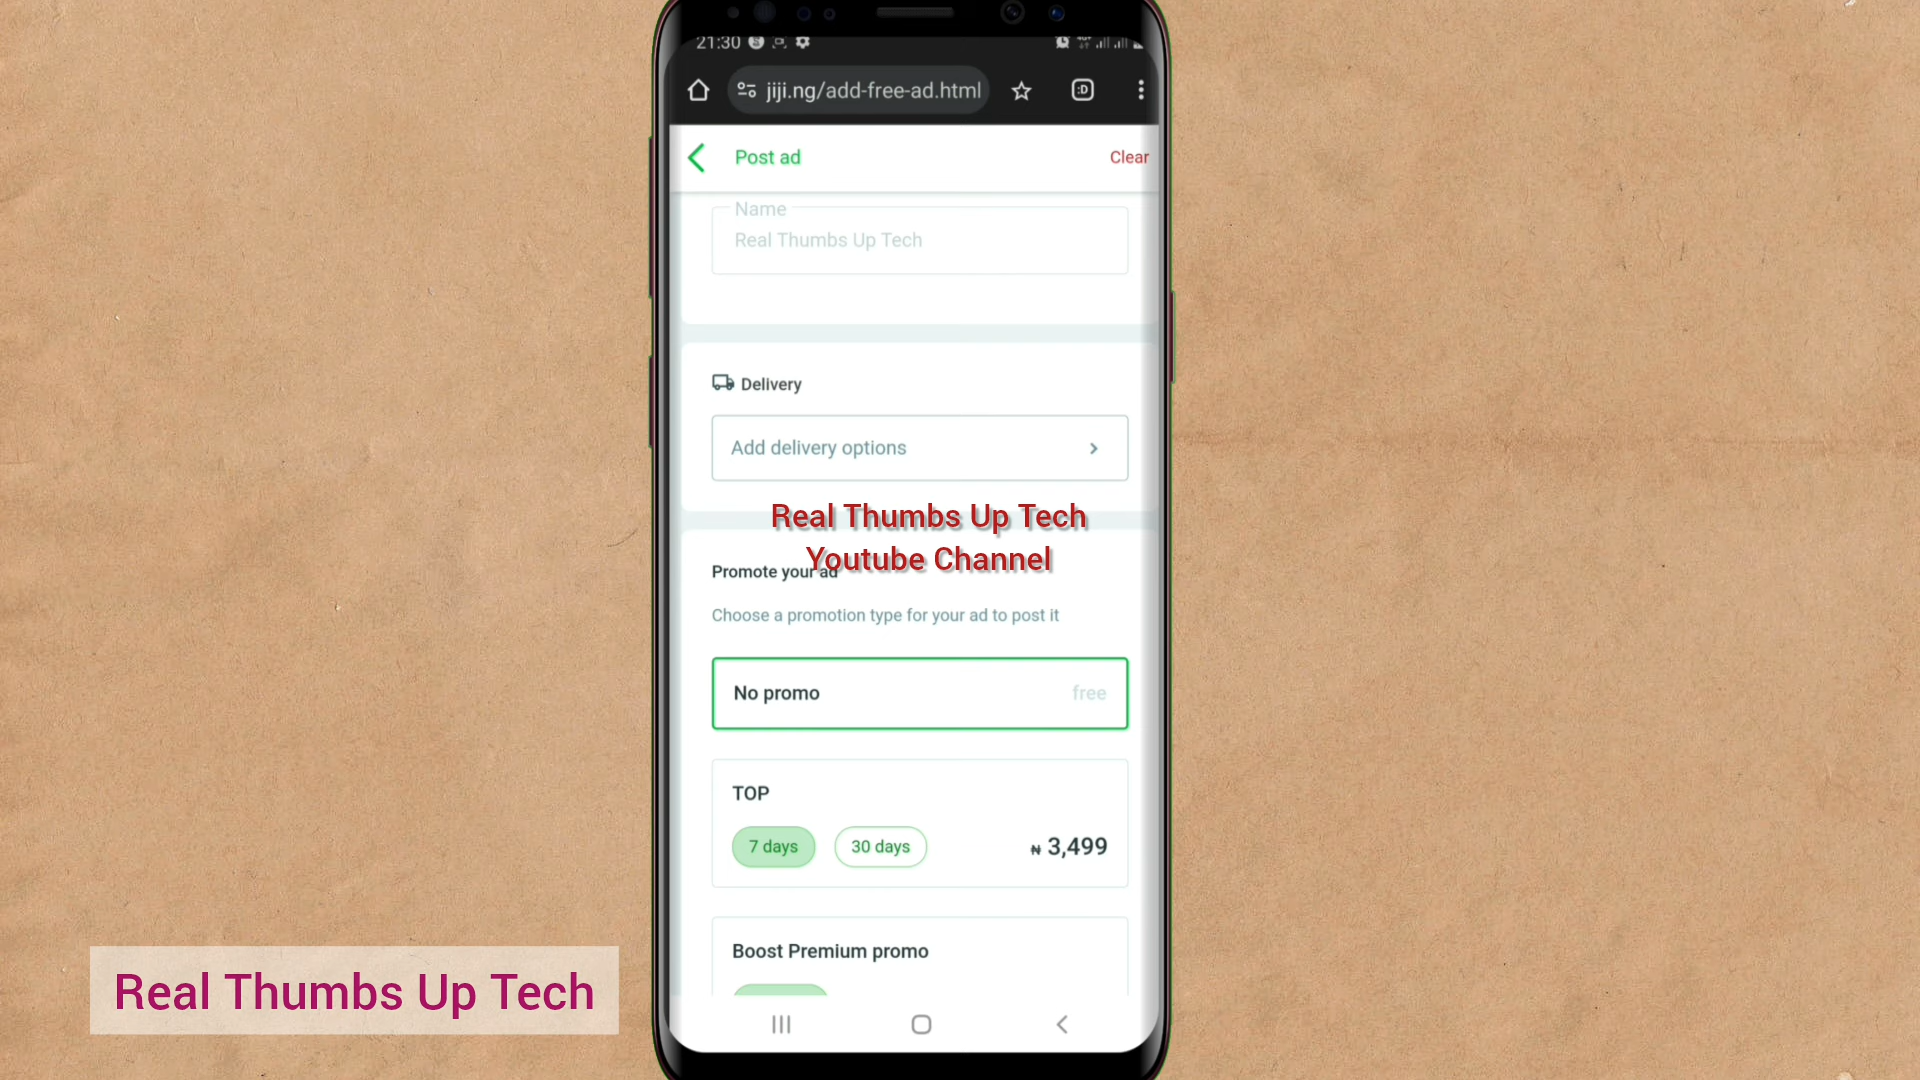 21:30
jiji.ng/add-free-ad.html
:D
Post ad
Clear
Name
Real Thumbs Up Tech
Delivery
Add delivery options
Real Thumbs Up Tech
Youtube Channel
Promote your ad
Choose a promotion type for your ad to post it
No promo
free
TOP
7 days
30 days
₦ 3,499
Boost Premium promo
Real Thumbs Up Tech